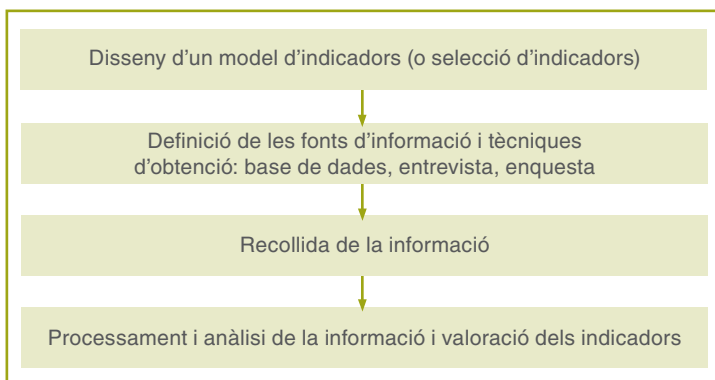 Disseny d'un model d'indicadors (o selecció d'indicadors)
Definició de les fonts d'informació i tècniques
d'obtenció: base de dades, entrevista, enquesta
Recollida de la informació
Processament i anàlisi de la informació i valoració dels indicadors